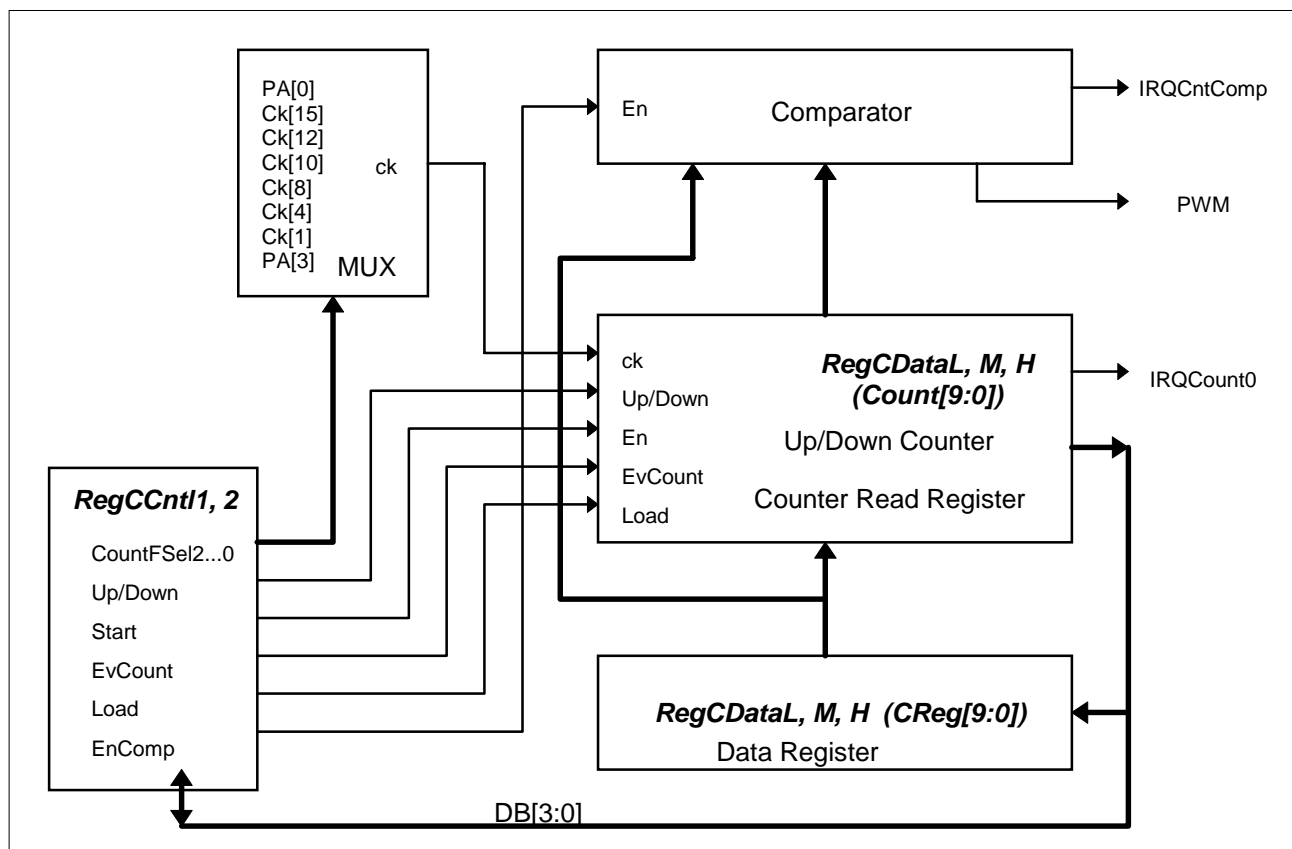 PA[0]
Ck[15]
Ck[12]
Ck[10]
Ck[8]
Ck[4]
Ck[1]
PA[3]
ck
MUX
En
Comparator
IRQCntComp
PWM
ck
Up/Down
En
EvCount
Load
RegCDataL, M, H
(Count[9:0])
Up/Down Counter
Counter Read Register
IRQCount0
RegCCntl1, 2
CountFSel2...0
Up/Down
Start
EvCount
Load
EnComp
RegCDataL, M, H (CReg[9:0])
Data Register
DB[3:0]